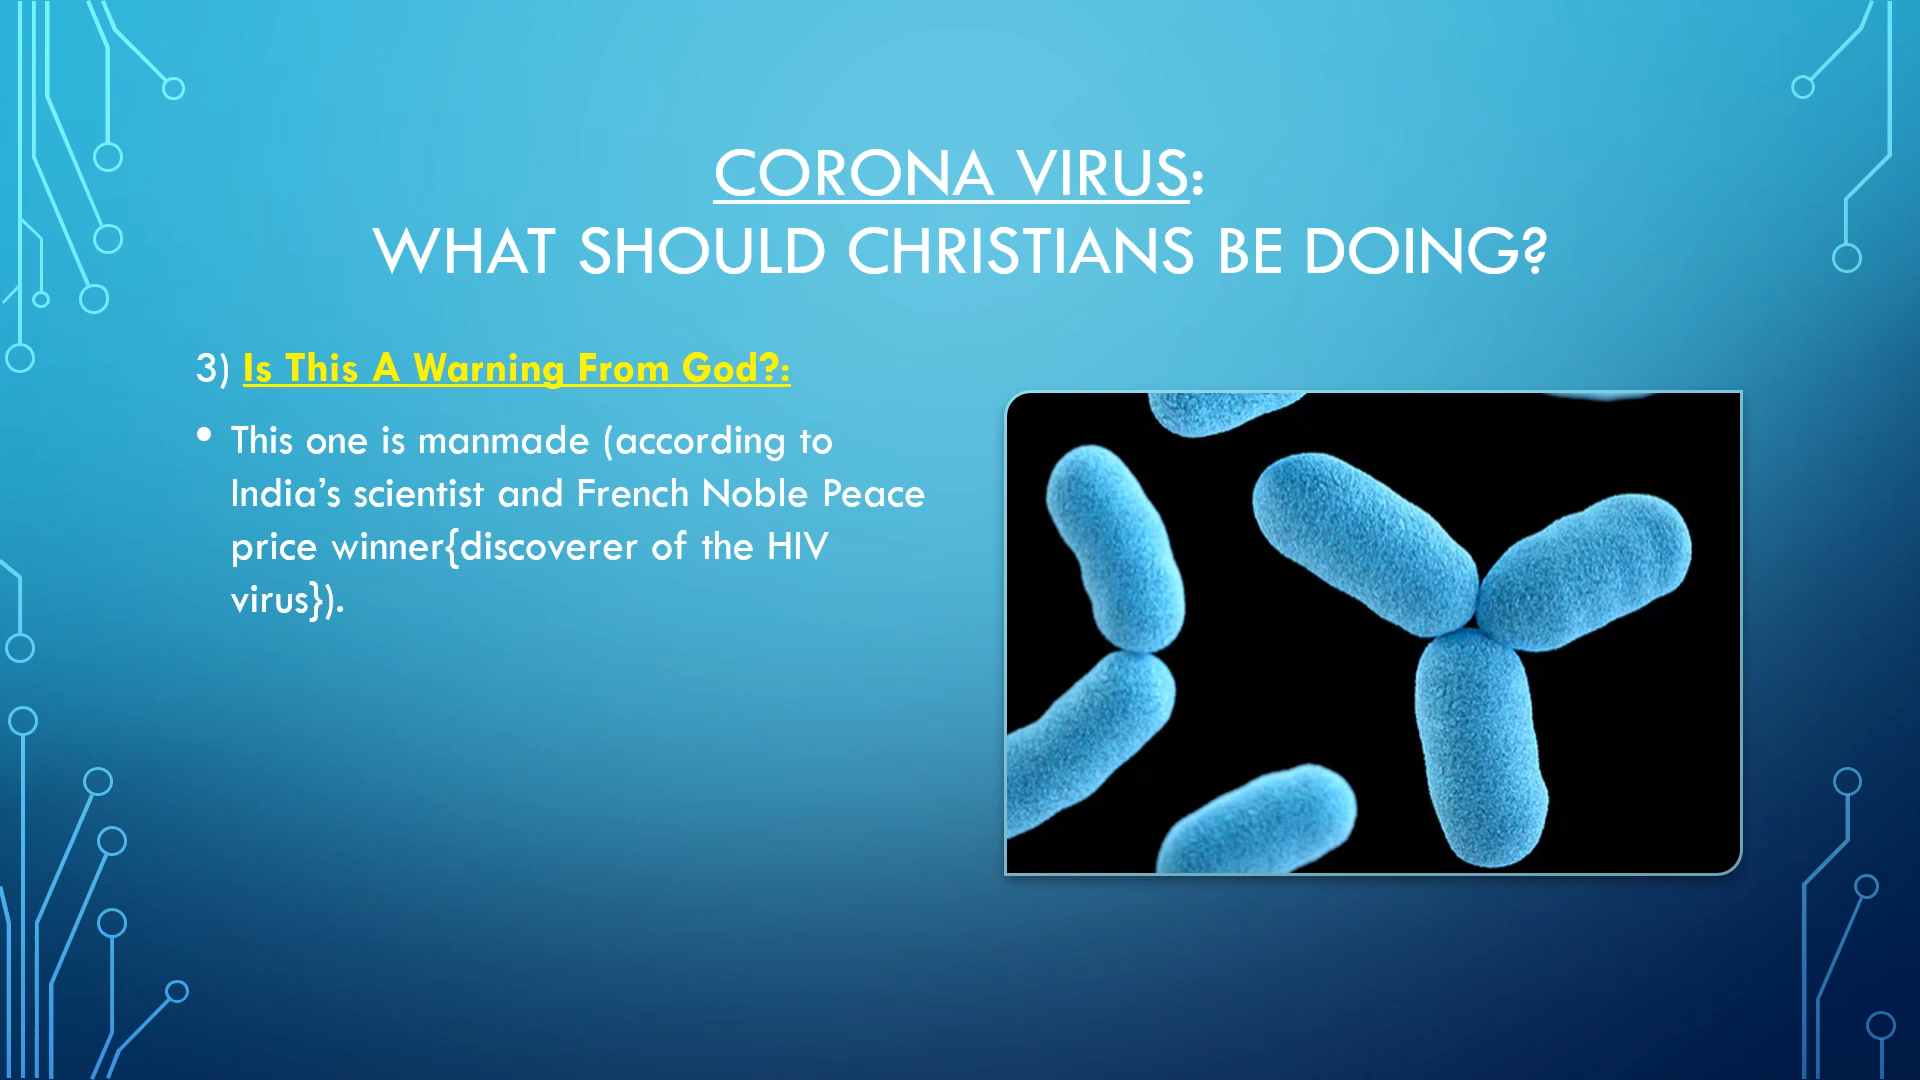 CORONA VIRUS:
WHAT SHOULD CHRISTIANS BE DOING?
3) Is This A Warning From God?:
• This one is manmade (according to
India’s scientist and French Noble Peace
price winner{discoverer of the HIV
virus}).